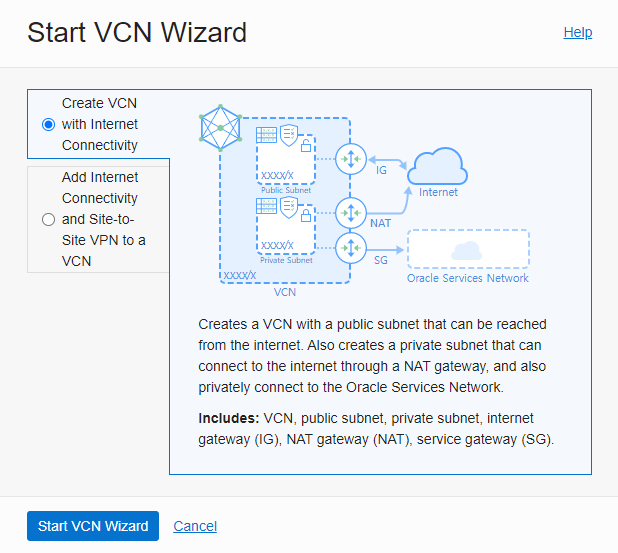 Start VCN Wizard
Help
Create VCN
with Internet
Connectivity
Add Internet
Connectivity
and Site-to-
Site VPN to a
VCN
XXXX/X
Public Subnet
XXXX/X
Private Subnet
XXXX/X
VCN
IG
NAT
SG
Internet
Oracle Services Network
Creates a VCN with a public subnet that can be reached
from the internet. Also creates a private subnet that can
connect to the internet through a NAT gateway, and also
privately connect to the Oracle Services Network.
Includes: VCN, public subnet, private subnet, internet
gateway (IG), NAT gateway (NAT), service gateway (SG).
Start VCN Wizard
Cancel